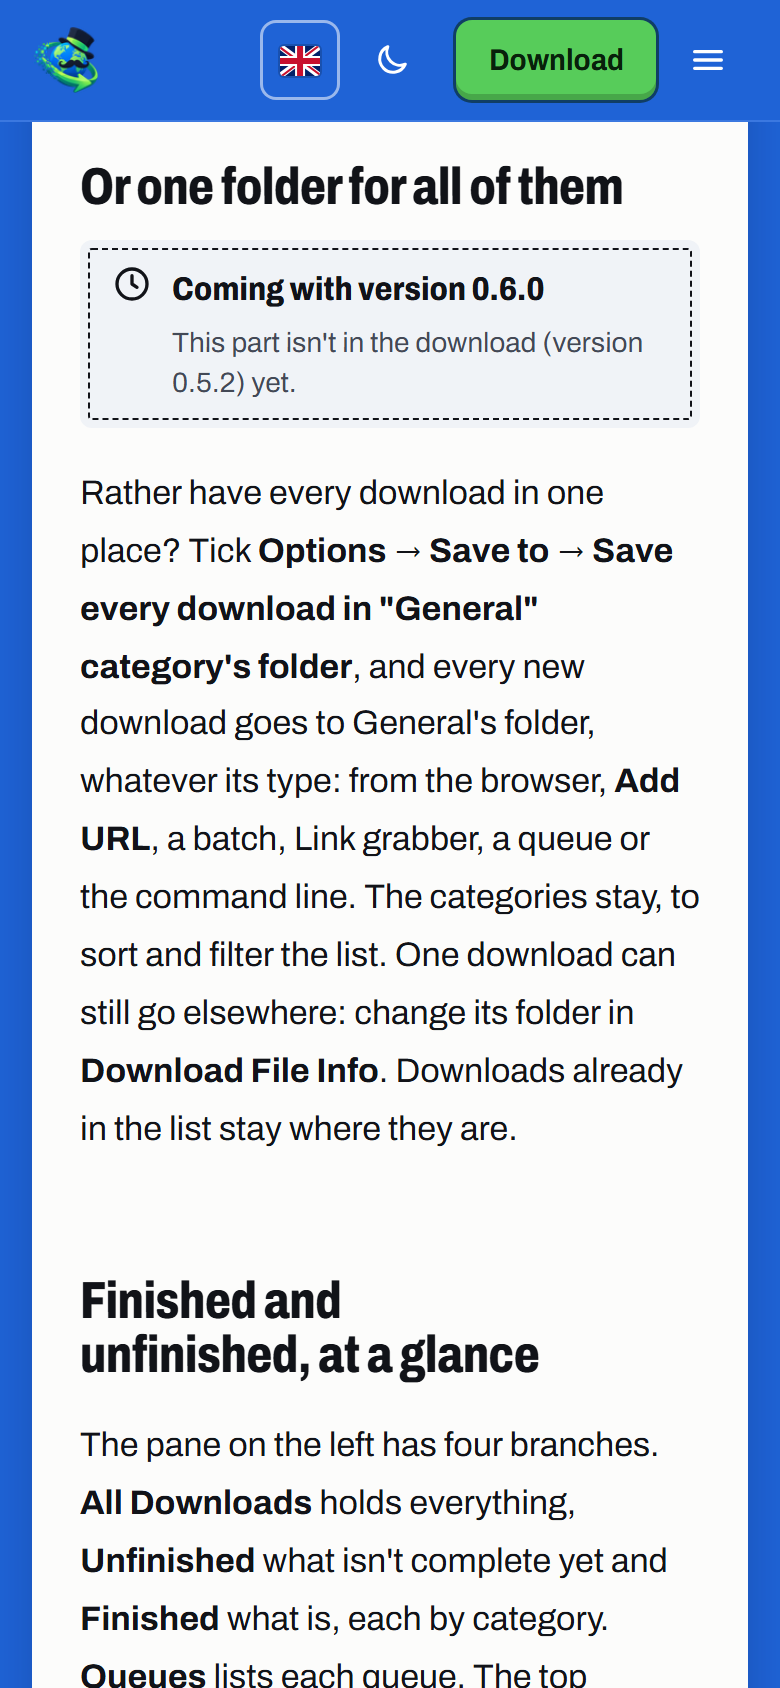 Download
Or one folder for all of them
Coming with version 0.6.0
This part isn't in the download (version
0.5.2) yet.
Rather have every download in one
place? Tick Options → Save to → Save
every download in "General"
category's folder, and every new
download goes to General's folder,
whatever its type: from the browser, Add
URL, a batch, Link grabber, a queue or
the command line. The categories stay, to
sort and filter the list. One download can
still go elsewhere: change its folder in
Download File Info. Downloads already
in the list stay where they are.
Finished and
unfinished, at a glance
The pane on the left has four branches.
All Downloads holds everything,
Unfinished what isn't complete yet and
Finished what is, each by category.
Queues lists each queue. The top